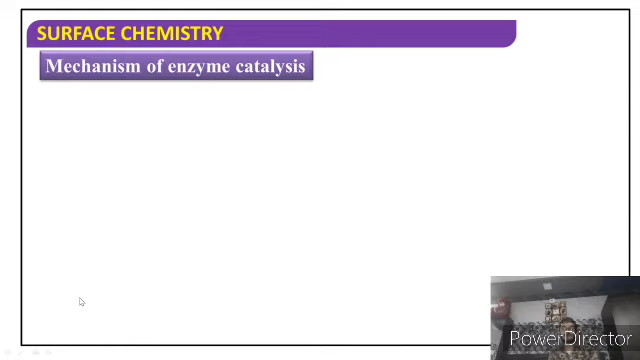 SURFACE CHEMISTRY
Mechanism of enzyme catalysis
PowerDirector